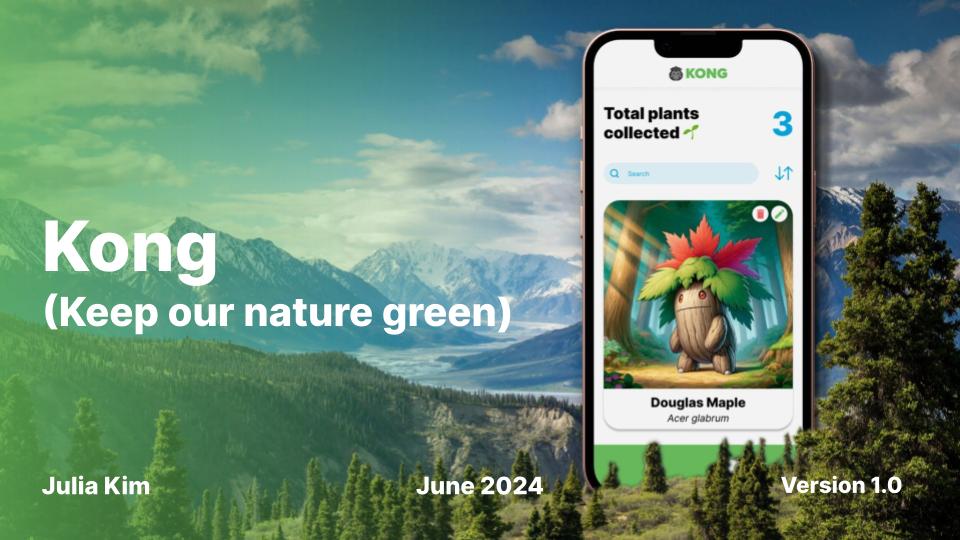 Kong
(Keep our nature green)
Julia Kim
June 2024
Version 1.0
KONG
Total plants
collected
3
Search
Douglas Maple
Acer glabrum